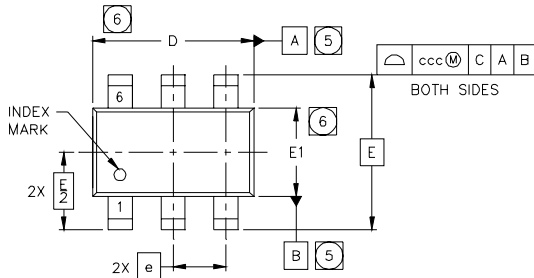 6
D
A 5
⌓ ccc Ⓜ C A B
BOTH SIDES
6
INDEX
MARK
6
E1
E
2X E/2
1
B 5
2X e